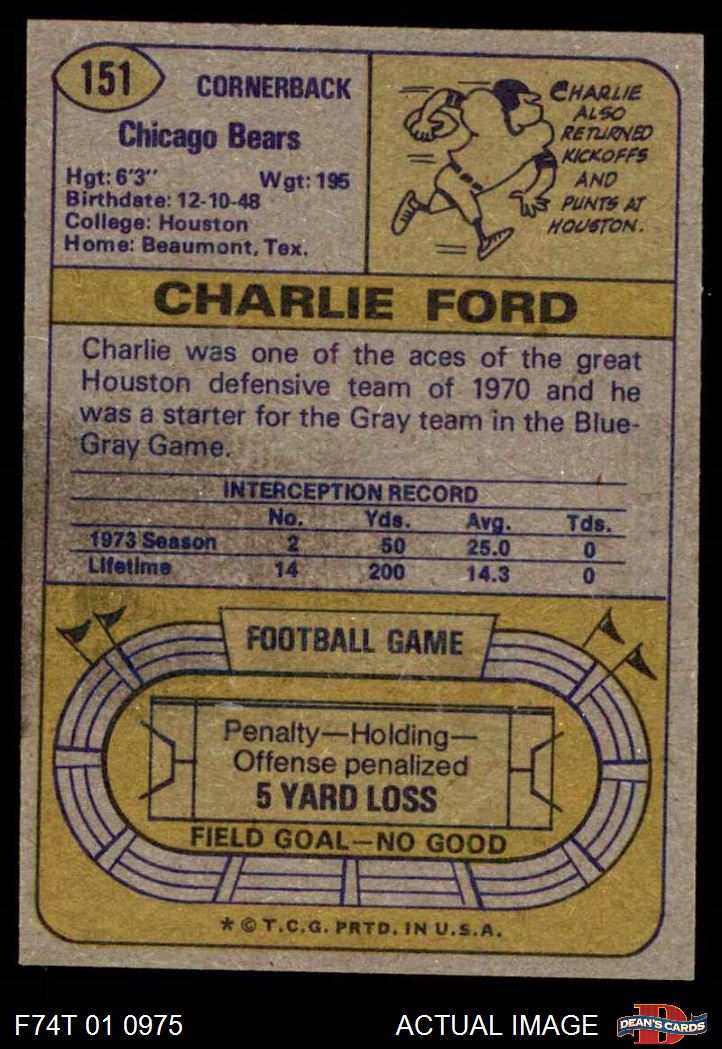 151
CORNERBACK
Chicago Bears
Hgt: 6'3" Wgt: 195
Birthdate: 12-10-48
College: Houston
Home: Beaumont, Tex.
CHARLIE
ALSO
RETURNED
KICKOFFS
AND
PUNTS AT
HOUSTON.
CHARLIE FORD
Charlie was one of the aces of the great
Houston defensive team of 1970 and he
was a starter for the Gray team in the Blue-
Gray Game.
INTERCEPTION RECORD
No. Yds. Avg. Tds.
1973 Season 2 50 25.0 0
Lifetime 14 200 14.3 0
FOOTBALL GAME
Penalty—Holding—
Offense penalized
5 YARD LOSS
FIELD GOAL—NO GOOD
* © T.C.G. PRTD. IN U.S.A.
F74T 01 0975 ACTUAL IMAGE
D
DEAN'S CARDS